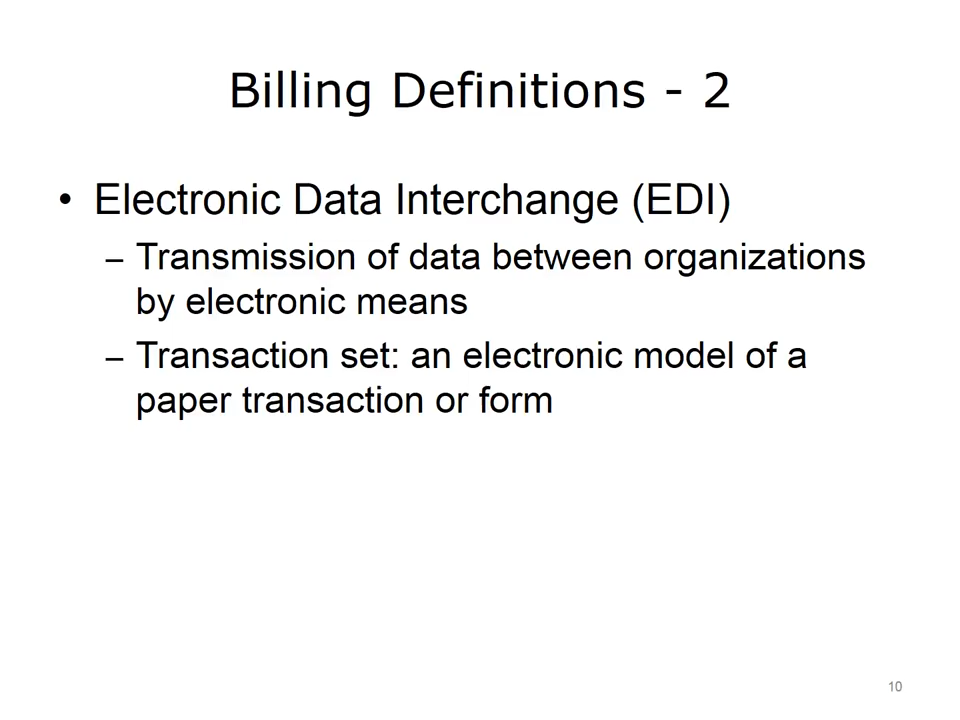 Billing Definitions - 2
• Electronic Data Interchange (EDI)
– Transmission of data between organizations
by electronic means
– Transaction set: an electronic model of a
paper transaction or form
10